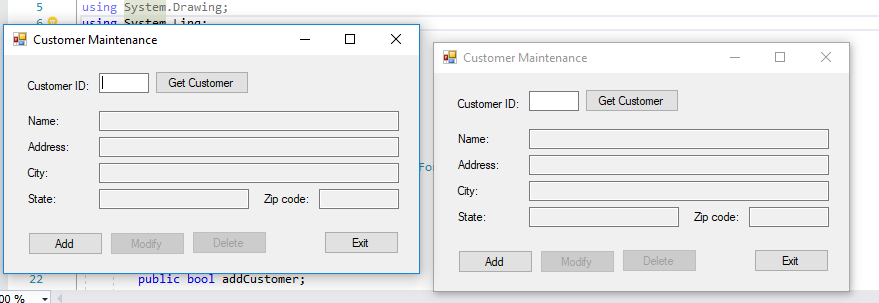 5 using System.Drawing;
6 using System.Linq;
Customer Maintenance
Customer ID: Get Customer
Name:
Address:
City:
State: Zip code:
Add Modify Delete Exit
Customer Maintenance
Customer ID: Get Customer
Name:
Address:
City:
State: Zip code:
Add Modify Delete Exit
Fo
22 public bool addCustomer;
00 %